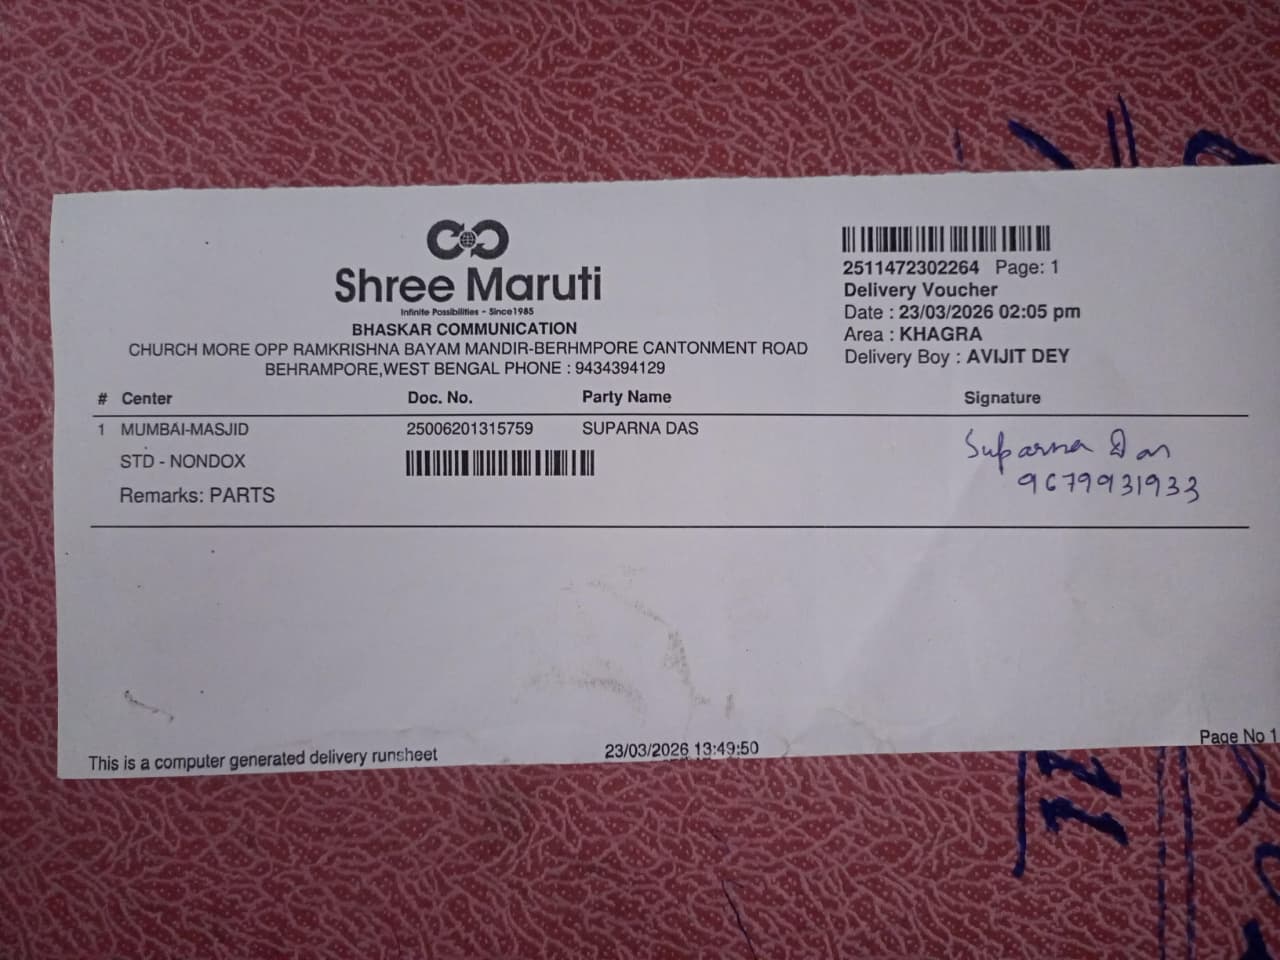 Shree Maruti
Infinite Possibilities - Since1985
BHASKAR COMMUNICATION
CHURCH MORE OPP RAMKRISHNA BAYAM MANDIR-BERHMPORE CANTONMENT ROAD
BEHRAMPORE,WEST BENGAL PHONE : 9434394129
2511472302264 Page: 1
Delivery Voucher
Date : 23/03/2026 02:05 pm
Area : KHAGRA
Delivery Boy : AVIJIT DEY
# Center Doc. No. Party Name Signature
1 MUMBAI-MASJID 25006201315759 SUPARNA DAS
STD - NONDOX
Remarks: PARTS
Suparna Das
9679931933
This is a computer generated delivery runsheet 23/03/2026 13:49:50 Page No 1